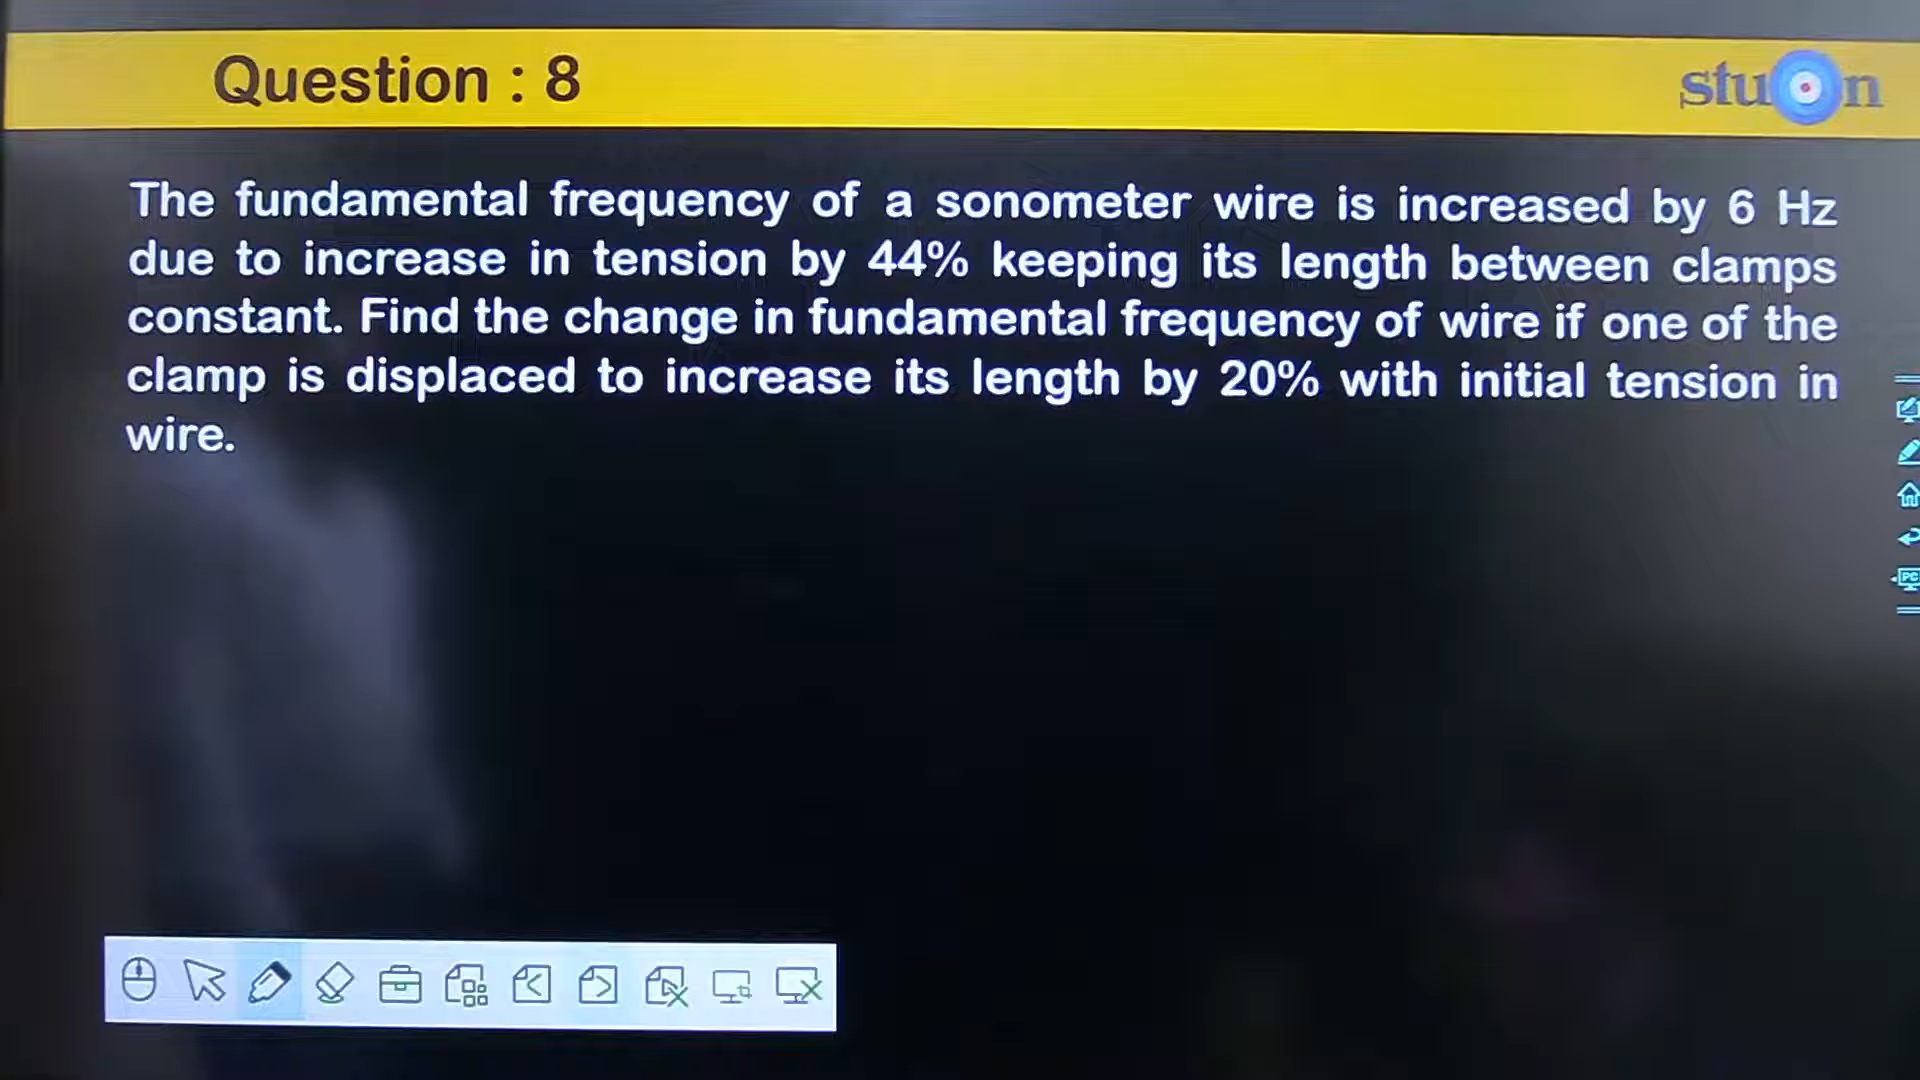 Question : 8
stuon
The fundamental frequency of a sonometer wire is increased by 6 Hz
due to increase in tension by 44% keeping its length between clamps
constant. Find the change in fundamental frequency of wire if one of the
clamp is displaced to increase its length by 20% with initial tension in
wire.
PC